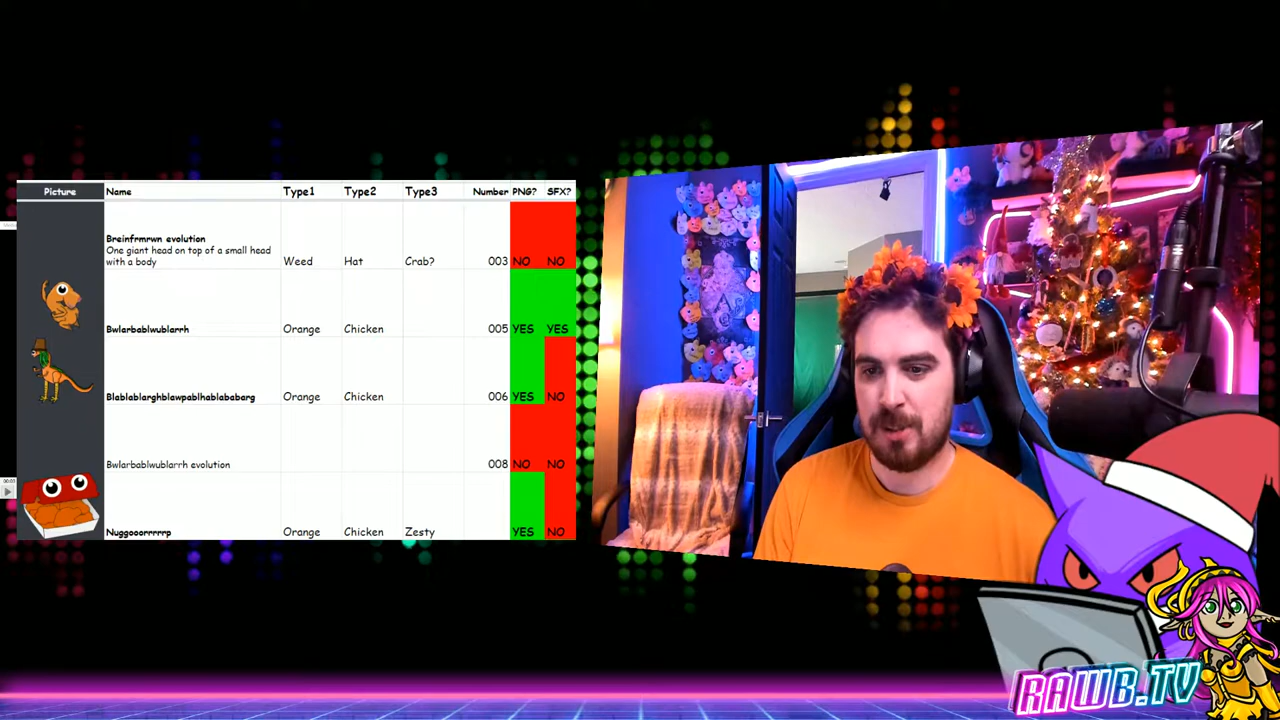 Picture Name Type1 Type2 Type3 Number PNG? SFX?
Breinfrmrwn evolution
One giant head on top of a small head
with a body Weed Hat Crab? 003 NO NO
Bwlarbablwublarrh Orange Chicken 005 YES YES
Blablablarghblawpablhablababarg Orange Chicken 006 YES NO
Bwlarbablwublarrh evolution 008 NO NO
Nuggooorrrrrp Orange Chicken Zesty YES NO
RAWB.TV